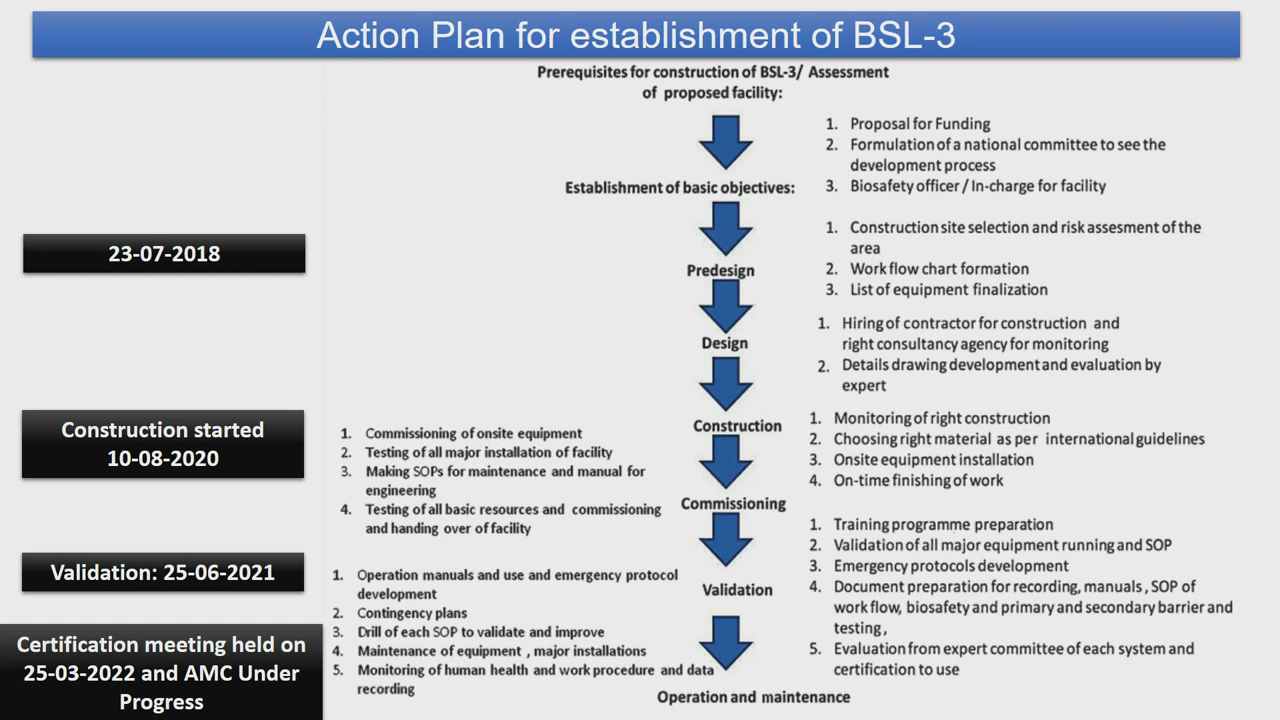 Action Plan for establishment of BSL-3
Prerequisites for construction of BSL-3/ Assessment
of proposed facility:
1. Proposal for Funding
2. Formulation of a national committee to see the
development process
3. Biosafety officer / In-charge for facility
Establishment of basic objectives:
23-07-2018
1. Construction site selection and risk assesment of the
area
2. Work flow chart formation
3. List of equipment finalization
Predesign
1. Hiring of contractor for construction and
right consultancy agency for monitoring
2. Details drawing development and evaluation by
expert
Design
Construction started
10-08-2020
Construction
1. Monitoring of right construction
2. Choosing right material as per international guidelines
3. Onsite equipment installation
4. On-time finishing of work
1. Commissioning of onsite equipment
2. Testing of all major installation of facility
3. Making SOPs for maintenance and manual for
engineering
4. Testing of all basic resources and commissioning
and handing over of facility
Commissioning
1. Training programme preparation
2. Validation of all major equipment running and SOP
3. Emergency protocols development
4. Document preparation for recording, manuals , SOP of
work flow, biosafety and primary and secondary barrier and
testing ,
5. Evaluation from expert committee of each system and
certification to use
Validation: 25-06-2021
Validation
1. Operation manuals and use and emergency protocol
development
2. Contingency plans
3. Drill of each SOP to validate and improve
4. Maintenance of equipment , major installations
5. Monitoring of human health and work procedure and data
recording
Certification meeting held on
25-03-2022 and AMC Under
Progress
Operation and maintenance